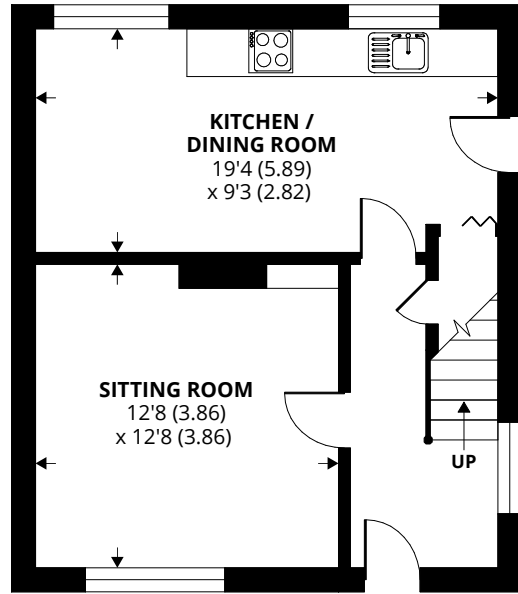 KITCHEN /
DINING ROOM
19'4 (5.89)
x 9'3 (2.82)
SITTING ROOM
12'8 (3.86)
x 12'8 (3.86)
UP